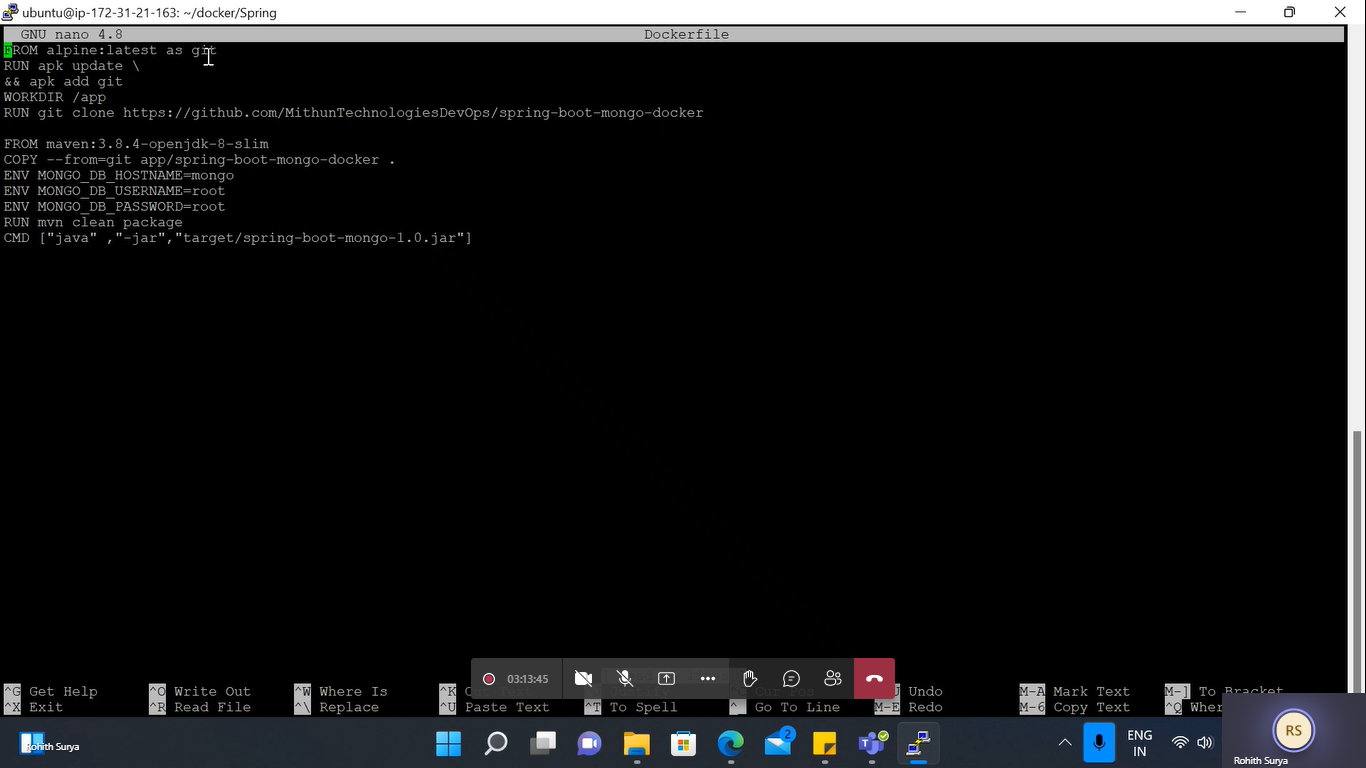 ubuntu@ip-172-31-21-163: ~/docker/Spring
GNU nano 4.8 Dockerfile
FROM alpine:latest as git
RUN apk update \
&& apk add git
WORKDIR /app
RUN git clone https://github.com/MithunTechnologiesDevOps/spring-boot-mongo-docker
FROM maven:3.8.4-openjdk-8-slim
COPY --from=git app/spring-boot-mongo-docker .
ENV MONGO_DB_HOSTNAME=mongo
ENV MONGO_DB_USERNAME=root
ENV MONGO_DB_PASSWORD=root
RUN mvn clean package
CMD ["java" ,"-jar","target/spring-boot-mongo-1.0.jar"]
03:13:45
^G Get Help ^O Write Out ^W Where Is ^K Undo M-A Mark Text M-] To Bracket
^X Exit ^R Read File ^\ Replace ^U Paste Text ^T To Spell Go To Line M-E Redo M-6 Copy Text ^Q
2
ENG
IN
Rohith Surya
RS
Rohith Surya